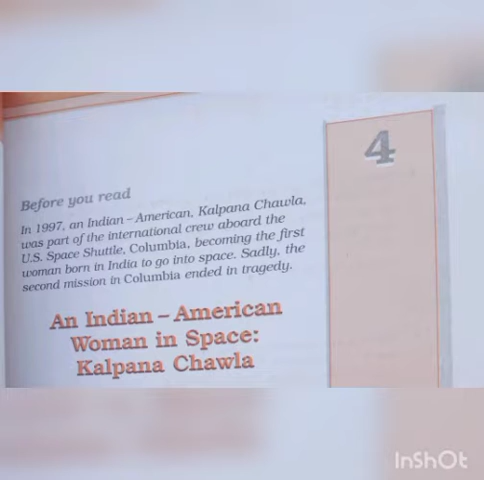 4
Before you read
In 1997, an Indian – American, Kalpana Chawla,
was part of the international crew aboard the
U.S. Space Shuttle, Columbia, becoming the first
woman born in India to go into space. Sadly, the
second mission in Columbia ended in tragedy.
An Indian – American
Woman in Space:
Kalpana Chawla
InShOt